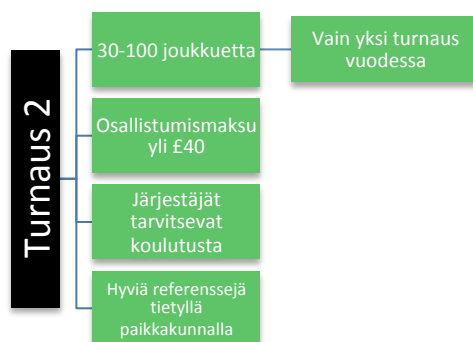 Turnaus 2
30-100 joukkuetta
Vain yksi turnaus
vuodessa
Osallistumismaksu
yli £40
Järjestäjät
tarvitsevat
koulutusta
Hyviä referenssejä
tietyllä
paikkakunnalla